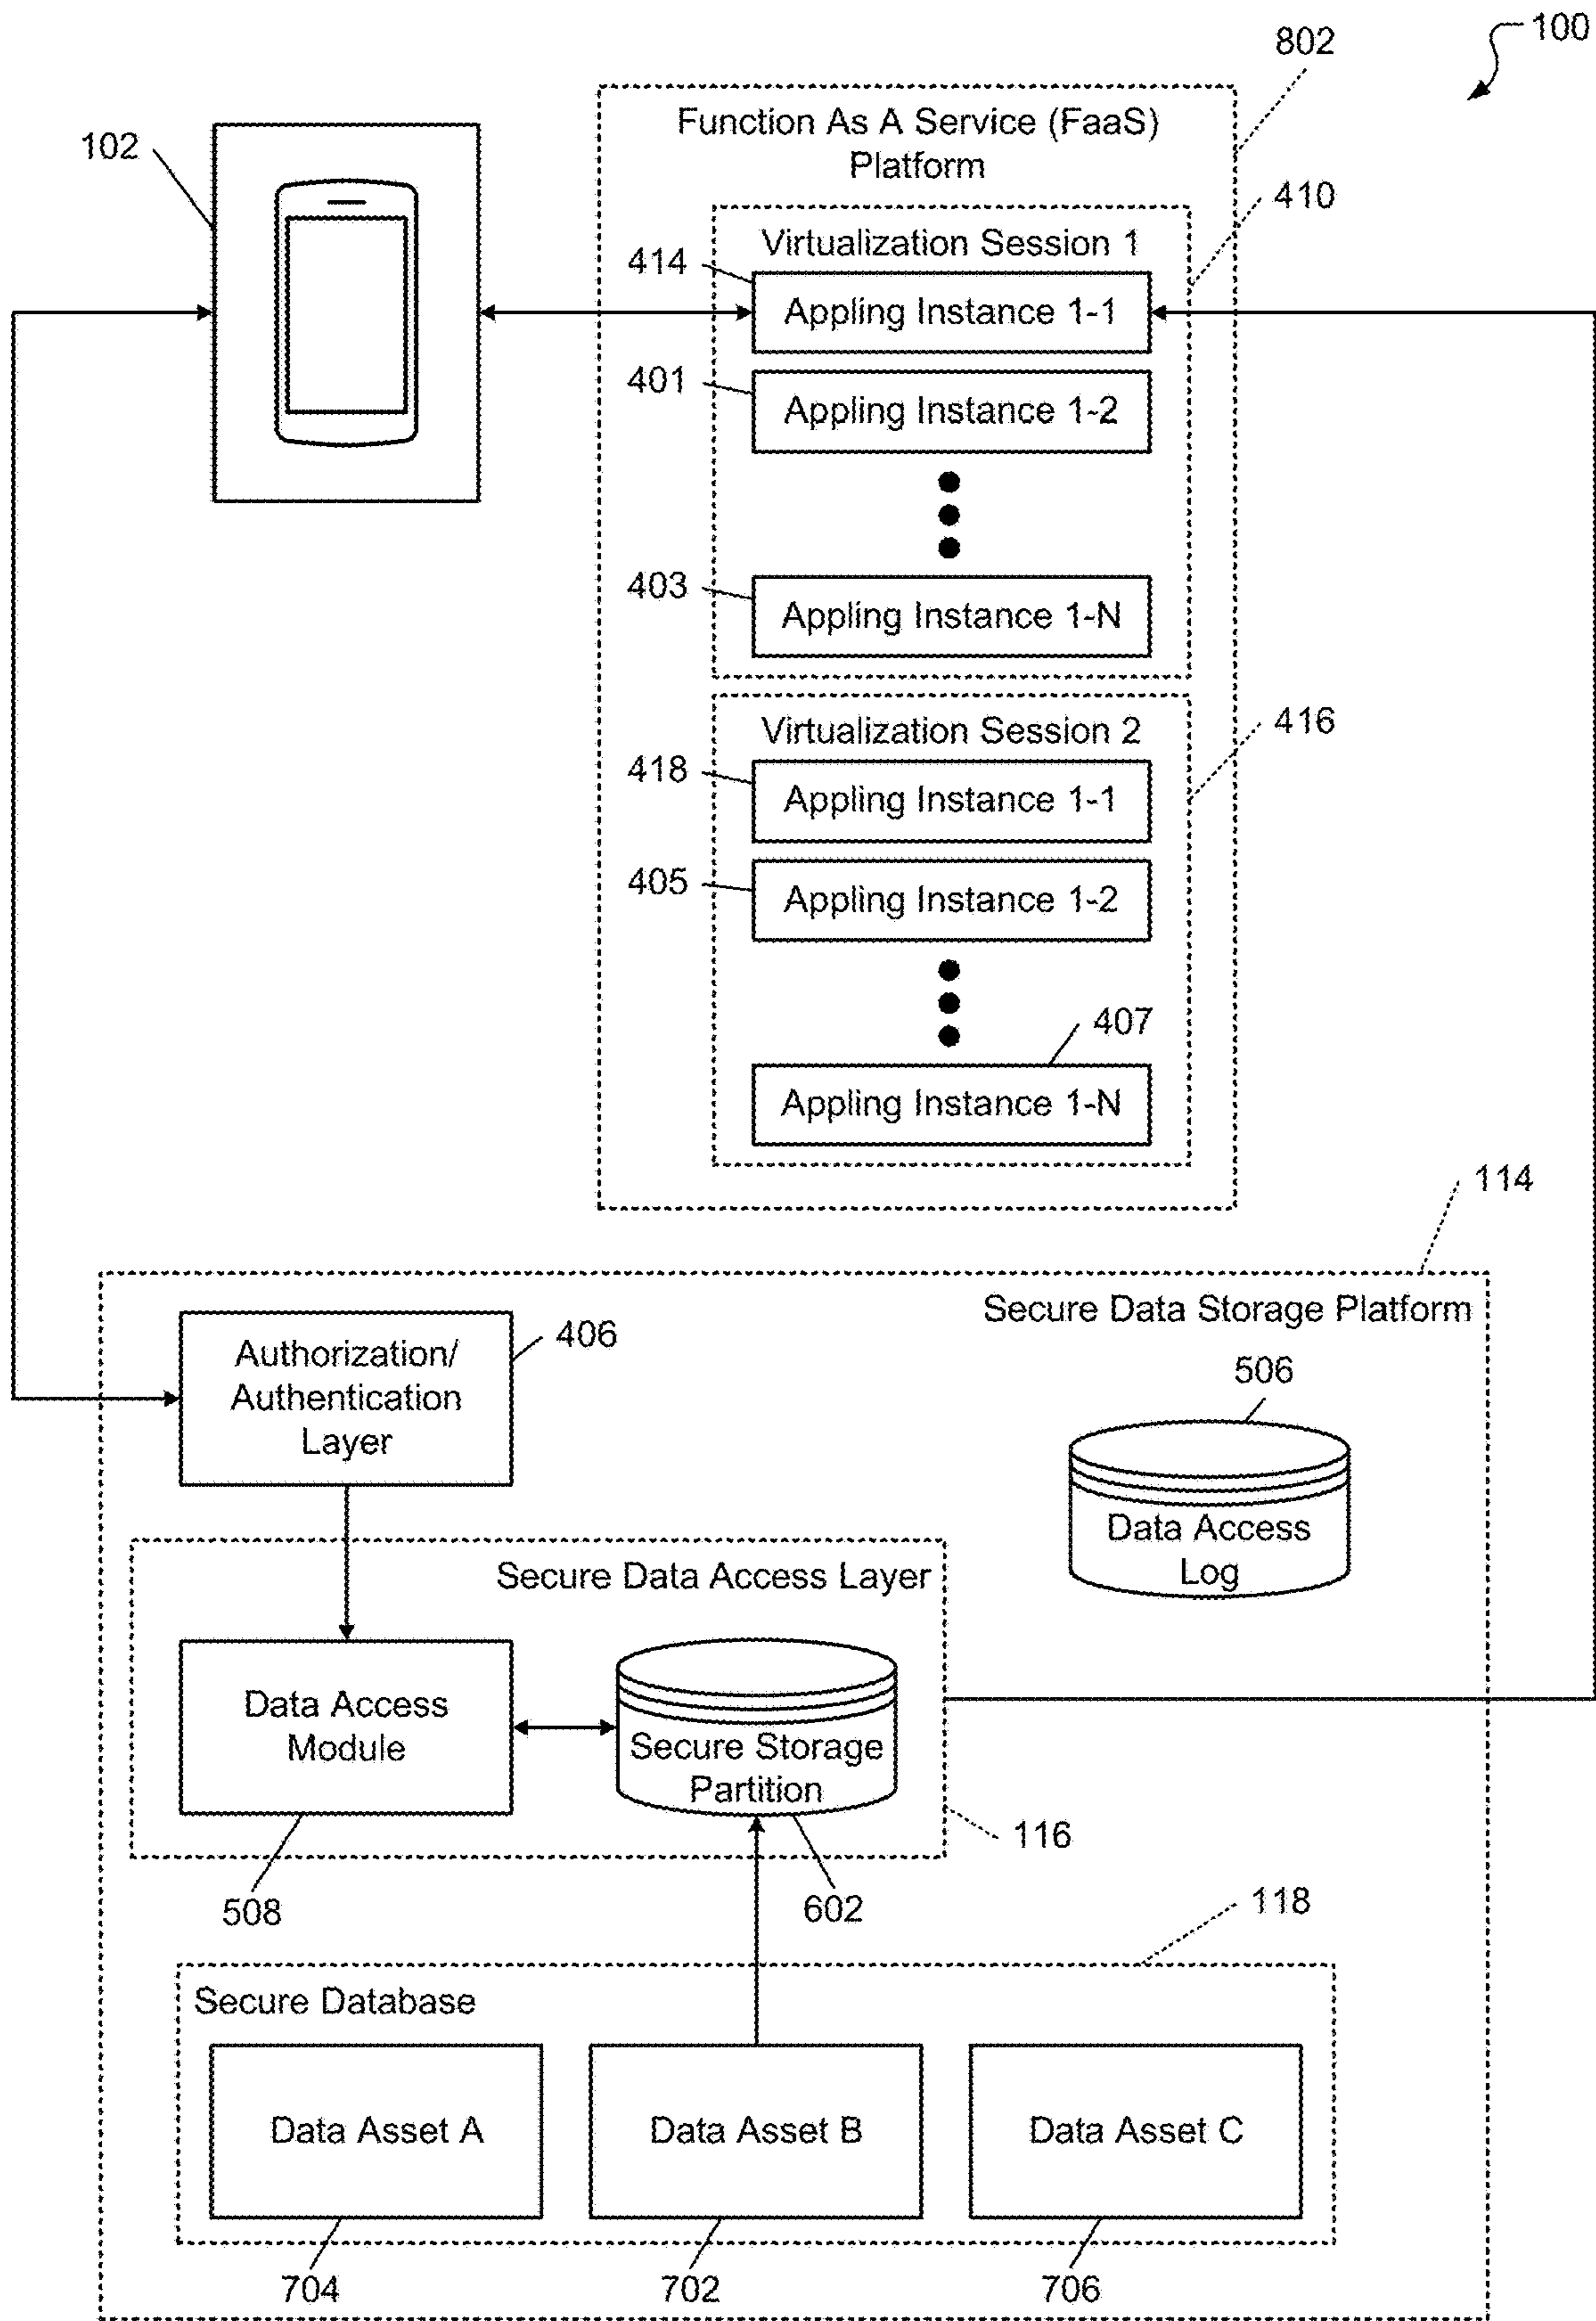 100
802
Function As A Service (FaaS)
Platform
102
410
Virtualization Session 1
414
Appling Instance 1-1
401
Appling Instance 1-2
403
Appling Instance 1-N
416
Virtualization Session 2
418
Appling Instance 1-1
405
Appling Instance 1-2
407
Appling Instance 1-N
114
Secure Data Storage Platform
Authorization/
Authentication
Layer
406
506
Data Access
Log
Secure Data Access Layer
Data Access
Module
Secure Storage
Partition
116
508
602
118
Secure Database
Data Asset A
Data Asset B
Data Asset C
704
702
706